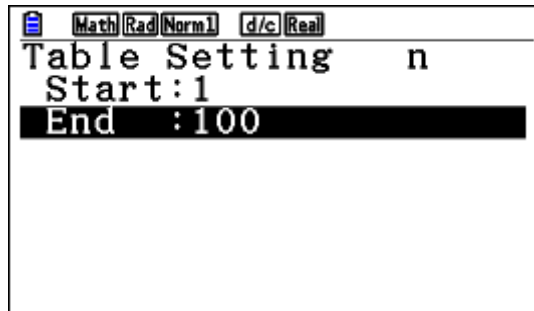 Math Rad Norm1 d/c Real
Table Setting n
Start:1
End :100